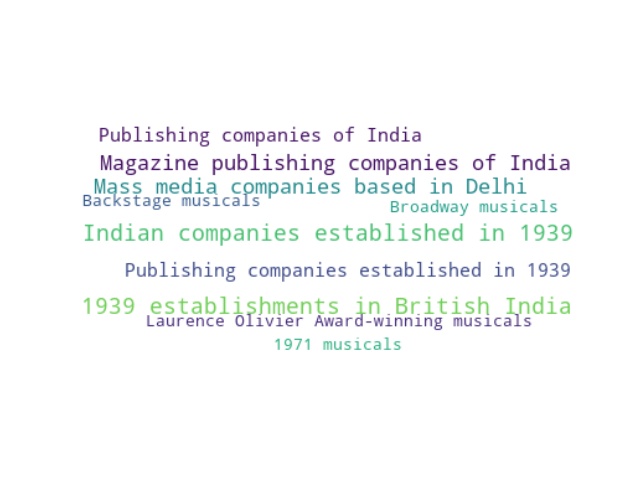 Publishing companies of India
Magazine publishing companies of India
Mass media companies based in Delhi
Backstage musicals
Broadway musicals
Indian companies established in 1939
Publishing companies established in 1939
1939 establishments in British India
Laurence Olivier Award-winning musicals
1971 musicals